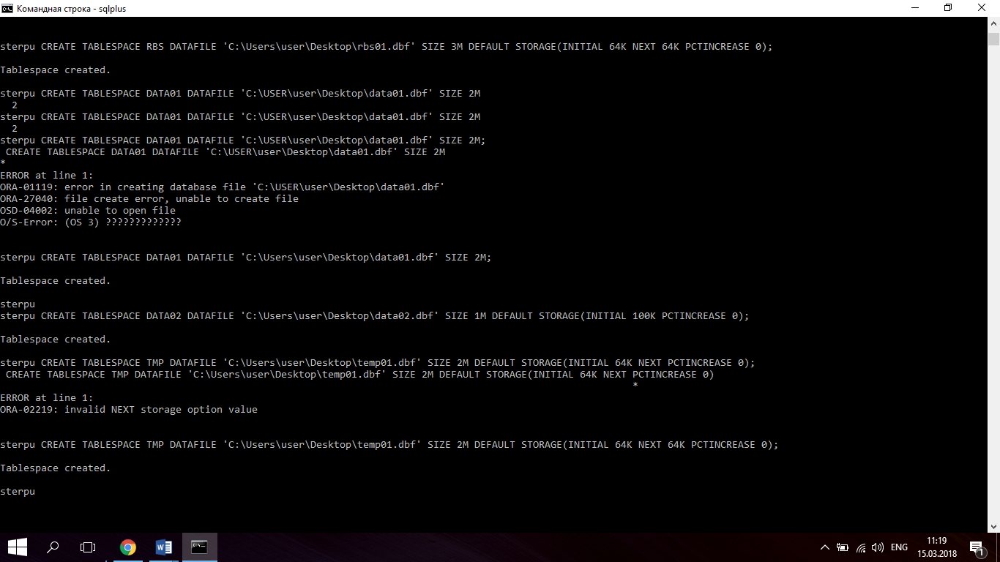 Командная строка - sqlplus
sterpu CREATE TABLESPACE RBS DATAFILE 'C:\Users\user\Desktop\rbs01.dbf' SIZE 3M DEFAULT STORAGE(INITIAL 64K NEXT 64K PCTINCREASE 0);
Tablespace created.
sterpu CREATE TABLESPACE DATA01 DATAFILE 'C:\USER\user\Desktop\data01.dbf' SIZE 2M
2
sterpu CREATE TABLESPACE DATA01 DATAFILE 'C:\USER\user\Desktop\data01.dbf' SIZE 2M
2
sterpu CREATE TABLESPACE DATA01 DATAFILE 'C:\USER\user\Desktop\data01.dbf' SIZE 2M;
CREATE TABLESPACE DATA01 DATAFILE 'C:\USER\user\Desktop\data01.dbf' SIZE 2M
*
ERROR at line 1:
ORA-01119: error in creating database file 'C:\USER\user\Desktop\data01.dbf'
ORA-27040: file create error, unable to create file
OSD-04002: unable to open file
O/S-Error: (OS 3) ?????????????
sterpu CREATE TABLESPACE DATA01 DATAFILE 'C:\Users\user\Desktop\data01.dbf' SIZE 2M;
Tablespace created.
sterpu
sterpu CREATE TABLESPACE DATA02 DATAFILE 'C:\Users\user\Desktop\data02.dbf' SIZE 1M DEFAULT STORAGE(INITIAL 100K PCTINCREASE 0);
Tablespace created.
sterpu CREATE TABLESPACE TMP DATAFILE 'C:\Users\user\Desktop\temp01.dbf' SIZE 2M DEFAULT STORAGE(INITIAL 64K NEXT PCTINCREASE 0);
CREATE TABLESPACE TMP DATAFILE 'C:\Users\user\Desktop\temp01.dbf' SIZE 2M DEFAULT STORAGE(INITIAL 64K NEXT PCTINCREASE 0)
*
ERROR at line 1:
ORA-02219: invalid NEXT storage option value
sterpu CREATE TABLESPACE TMP DATAFILE 'C:\Users\user\Desktop\temp01.dbf' SIZE 2M DEFAULT STORAGE(INITIAL 64K NEXT 64K PCTINCREASE 0);
Tablespace created.
sterpu
ENG
11:19
15.03.2018
1